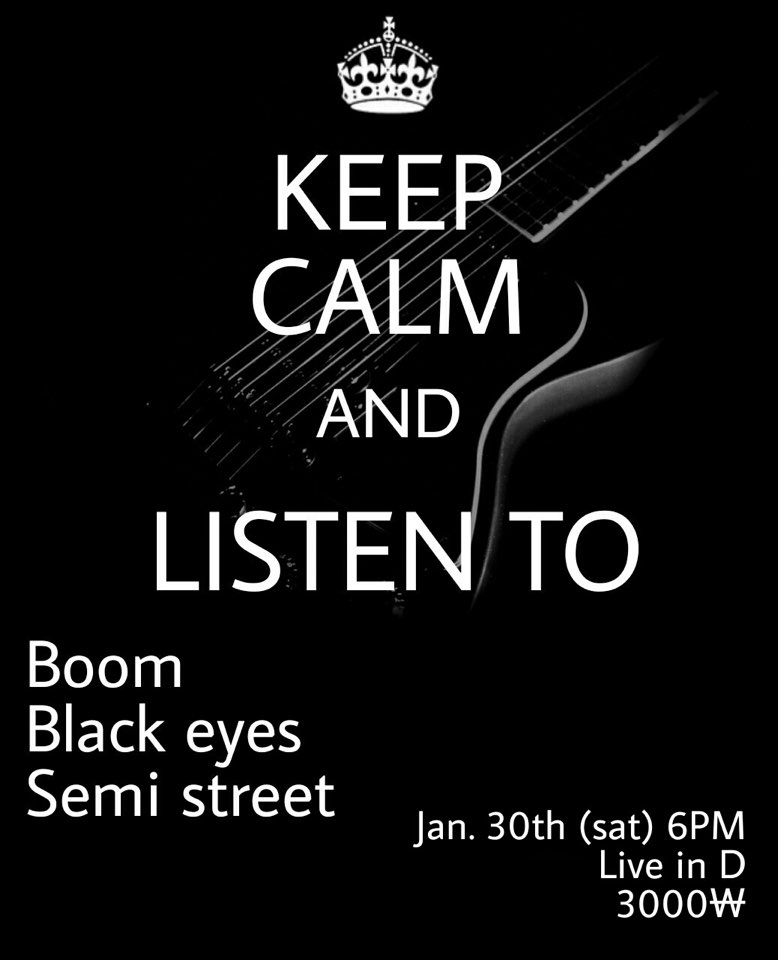 KEEP
CALM
AND
LISTEN TO
Boom
Black eyes
Semi street
Jan. 30th (sat) 6PM
Live in D
3000₩